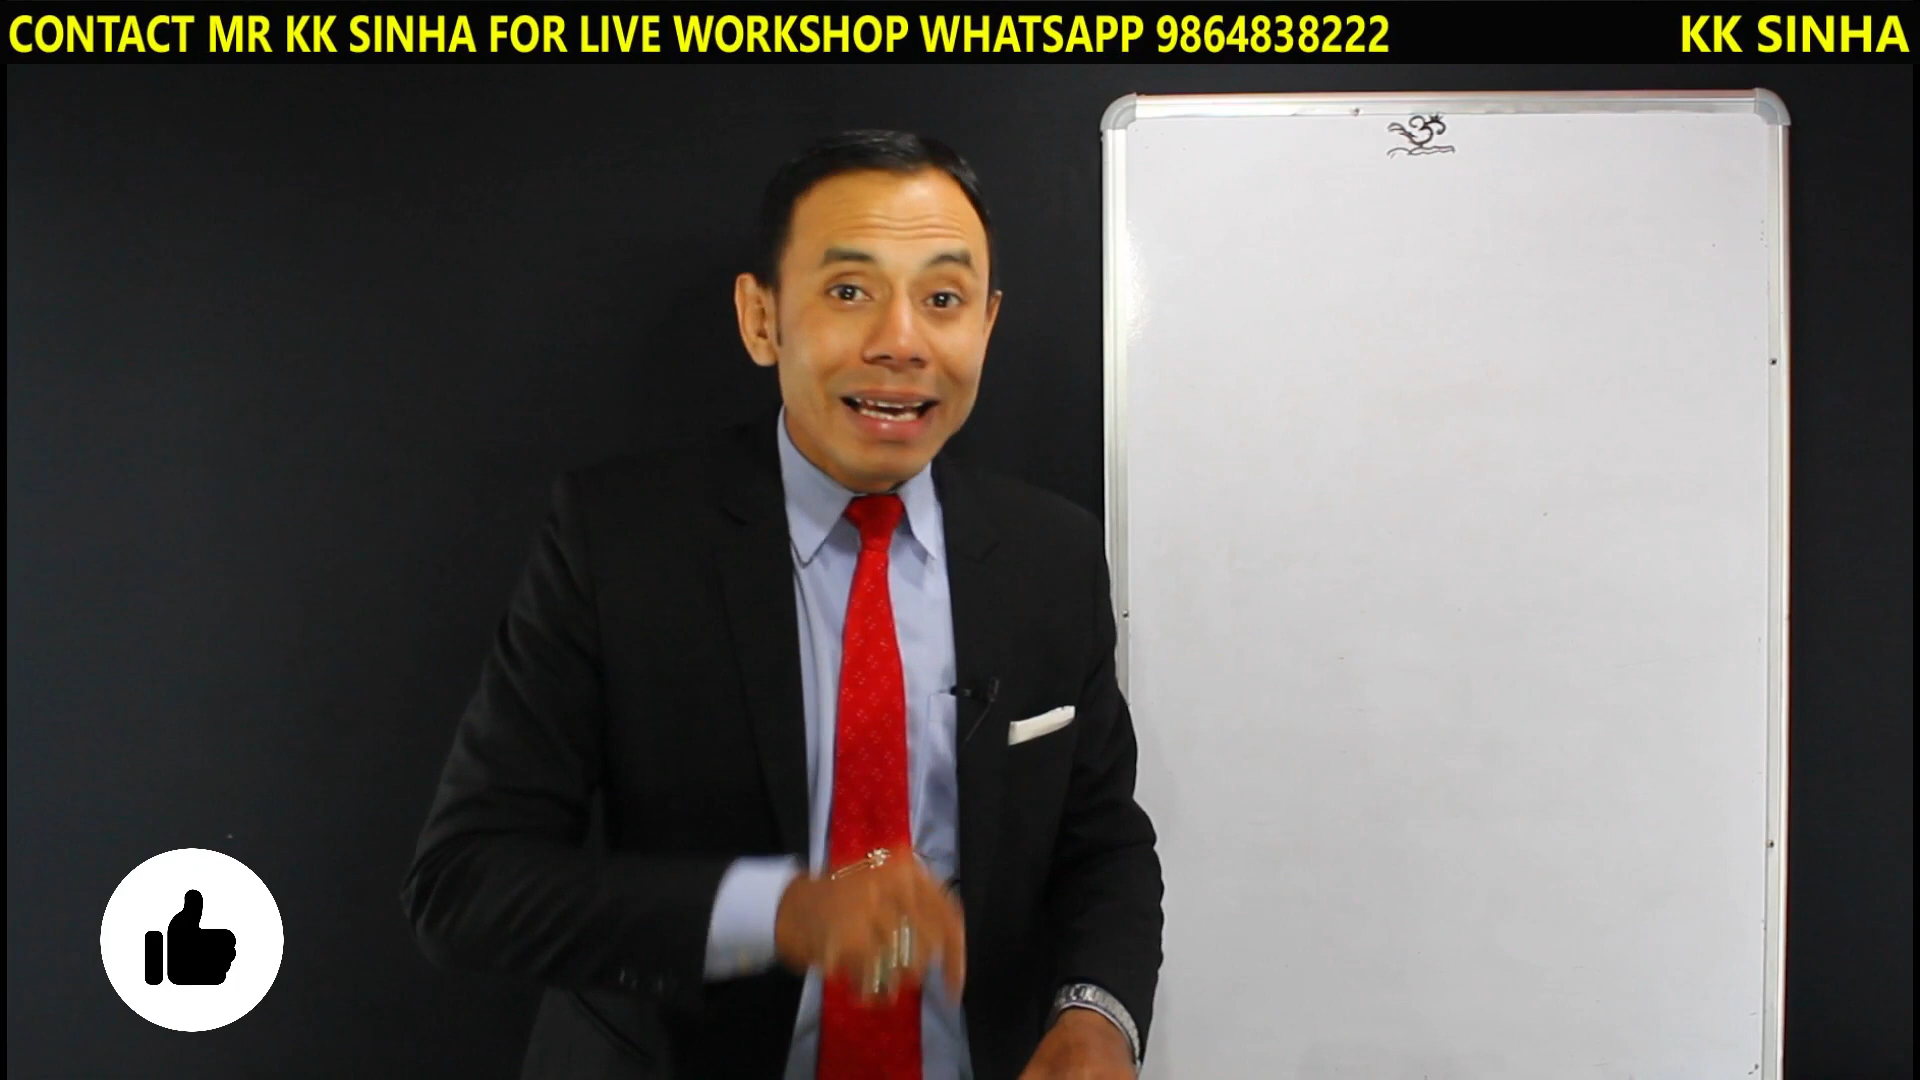 CONTACT MR KK SINHA FOR LIVE WORKSHOP WHATSAPP 9864838222
KK SINHA
ॐ